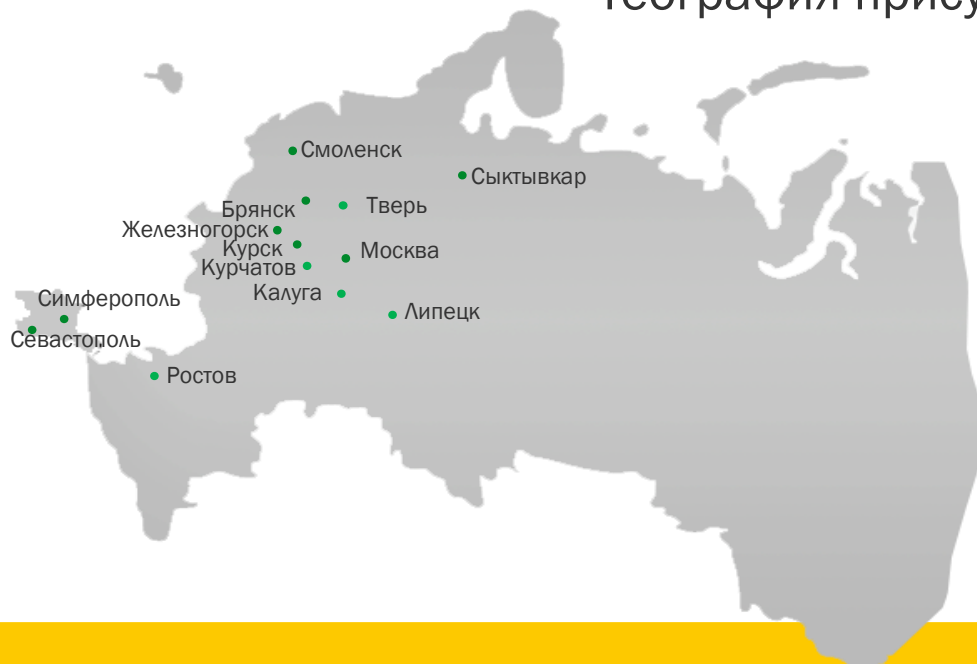 География прису
Смоленск
Сыктывкар
Брянск
Тверь
Железногорск
Курск
Москва
Курчатов
Калуга
Симферополь
Липецк
Севастополь
Ростов